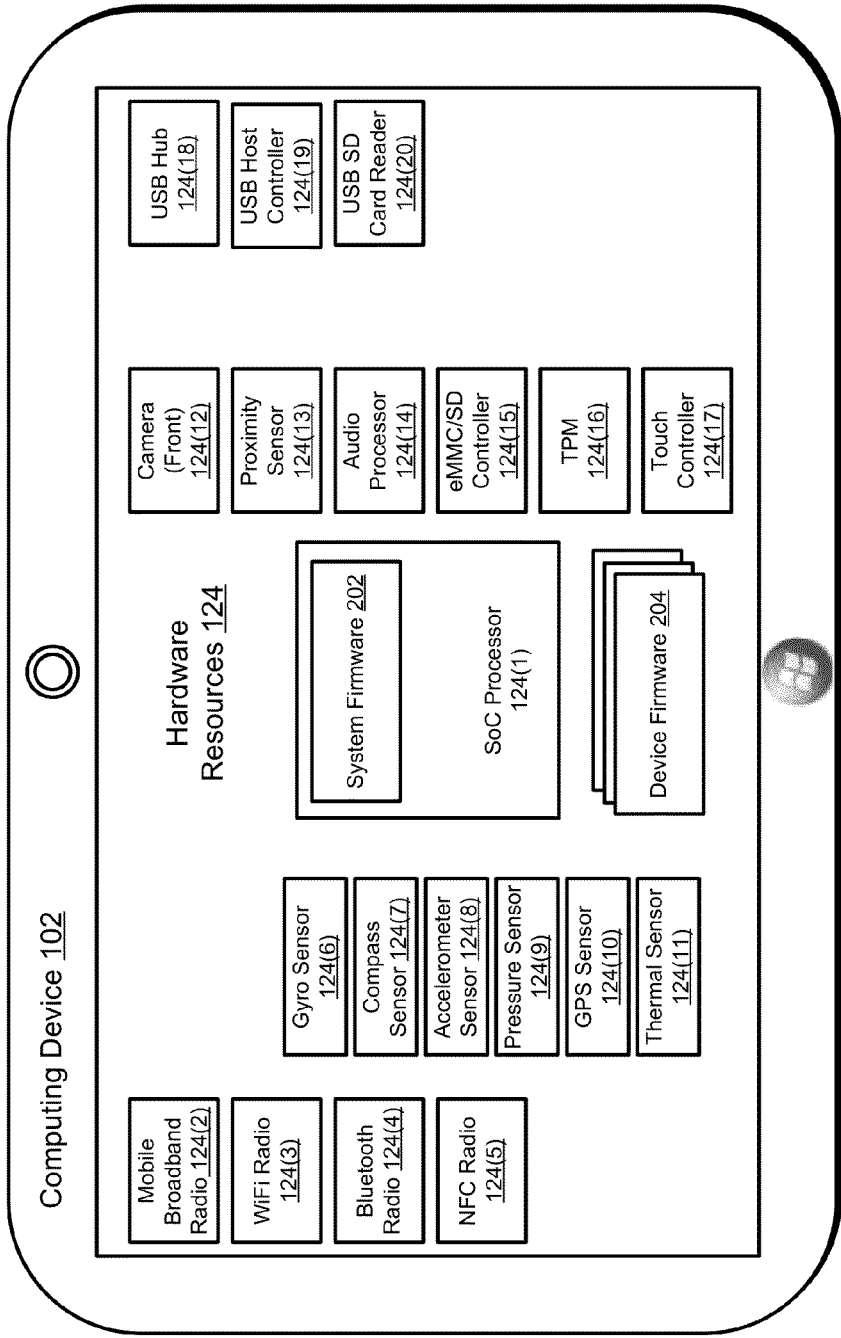 Computing Device 102
Hardware
Resources 124
Mobile
Broadband
Radio 124(2)
WiFi Radio
124(3)
Bluetooth
Radio 124(4)
NFC Radio
124(5)
Gyro Sensor
124(6)
Compass
Sensor 124(7)
Accelerometer
Sensor 124(8)
Pressure Sensor
124(9)
GPS Sensor
124(10)
Thermal Sensor
124(11)
System Firmware 202
SoC Processor
124(1)
Device Firmware 204
Camera
(Front)
124(12)
Proximity
Sensor
124(13)
Audio
Processor
124(14)
eMMC/SD
Controller
124(15)
TPM
124(16)
Touch
Controller
124(17)
USB Hub
124(18)
USB Host
Controller
124(19)
USB SD
Card Reader
124(20)